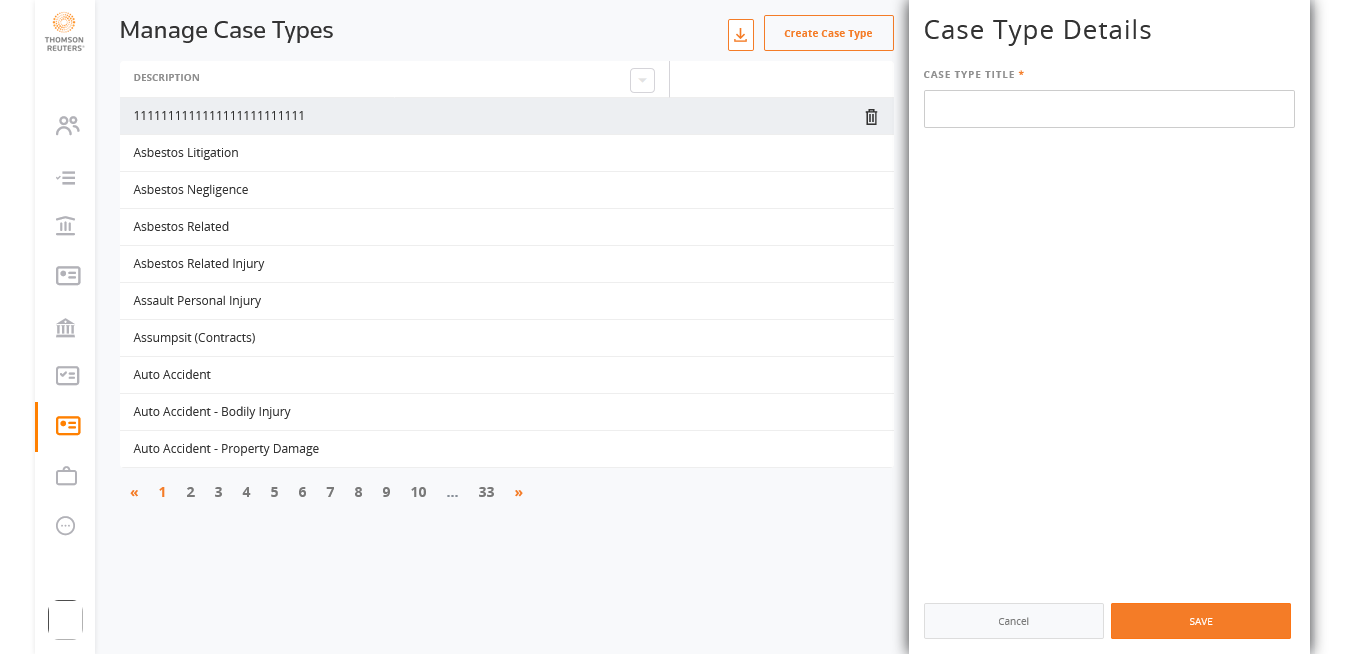 THOMSON
REUTERS
Manage Case Types
Create Case Type
DESCRIPTION
1111111111111111111111111
Asbestos Litigation
Asbestos Negligence
Asbestos Related
Asbestos Related Injury
Assault Personal Injury
Assumpsit (Contracts)
Auto Accident
Auto Accident - Bodily Injury
Auto Accident - Property Damage
« 1 2 3 4 5 6 7 8 9 10 ... 33 »
Case Type Details
CASE TYPE TITLE *
Cancel
SAVE